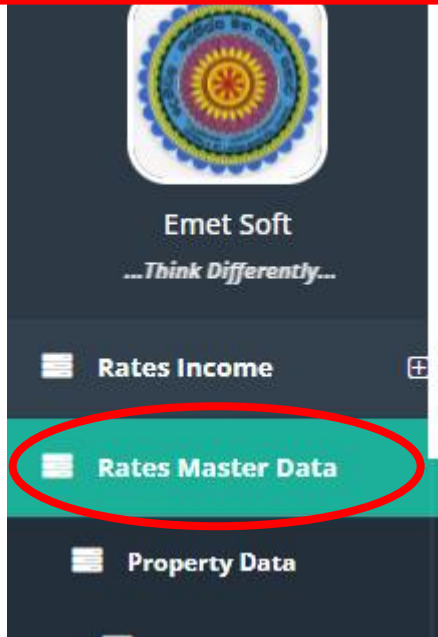 Emet Soft
...Think Differently...
Rates Income
Rates Master Data
Property Data